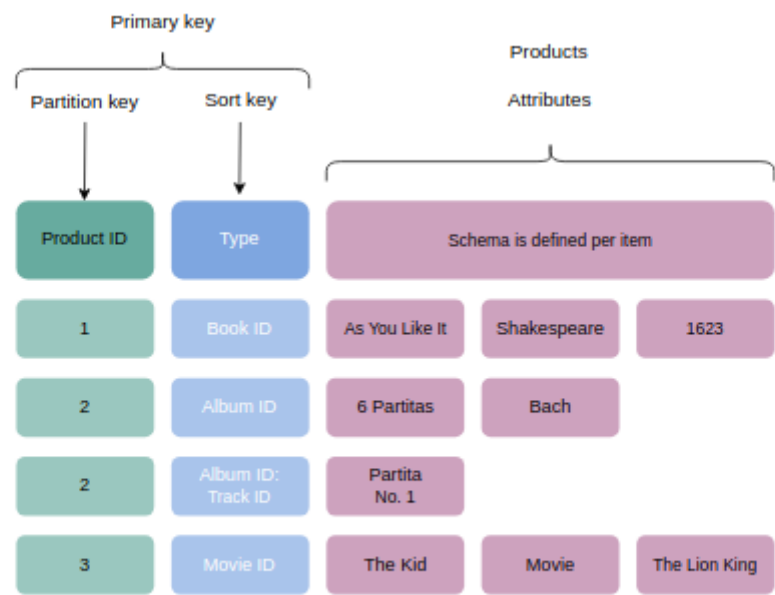 Primary key
Products
Partition key
Sort key
Attributes
Product ID
Type
Schema is defined per item
1
Book ID
As You Like It
Shakespeare
1623
2
Album ID
6 Partitas
Bach
2
Album ID:
Track ID
Partita
No. 1
3
Movie ID
The Kid
Movie
The Lion King